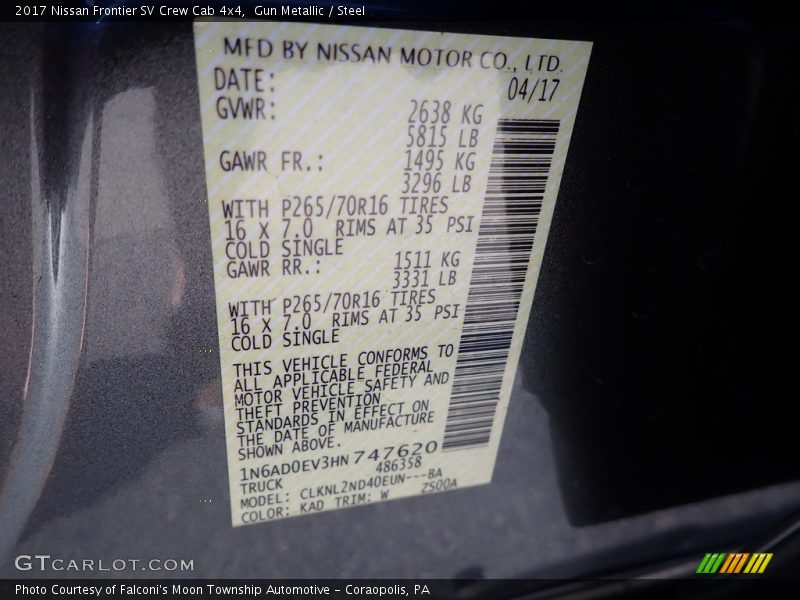 2017 Nissan Frontier SV Crew Cab 4x4,  Gun Metallic / Steel
MFD BY NISSAN MOTOR CO., LTD.
DATE: 04/17
GVWR: 2638 KG
5815 LB
GAWR FR.: 1495 KG
3296 LB
WITH P265/70R16 TIRES
16 X 7.0 RIMS AT 35 PSI
COLD SINGLE
GAWR RR.: 1511 KG
3331 LB
WITH P265/70R16 TIRES
16 X 7.0 RIMS AT 35 PSI
COLD SINGLE
THIS VEHICLE CONFORMS TO
ALL APPLICABLE FEDERAL
MOTOR VEHICLE SAFETY AND
THEFT PREVENTION
STANDARDS IN EFFECT ON
THE DATE OF MANUFACTURE
SHOWN ABOVE.
1N6AD0EV3HN 747620
TRUCK 486358
MODEL: CLKNL2ND40EUN---BA
COLOR: KAD TRIM: W ZS00A
GTCARLOT.COM
Photo Courtesy of Falconi's Moon Township Automotive – Coraopolis, PA